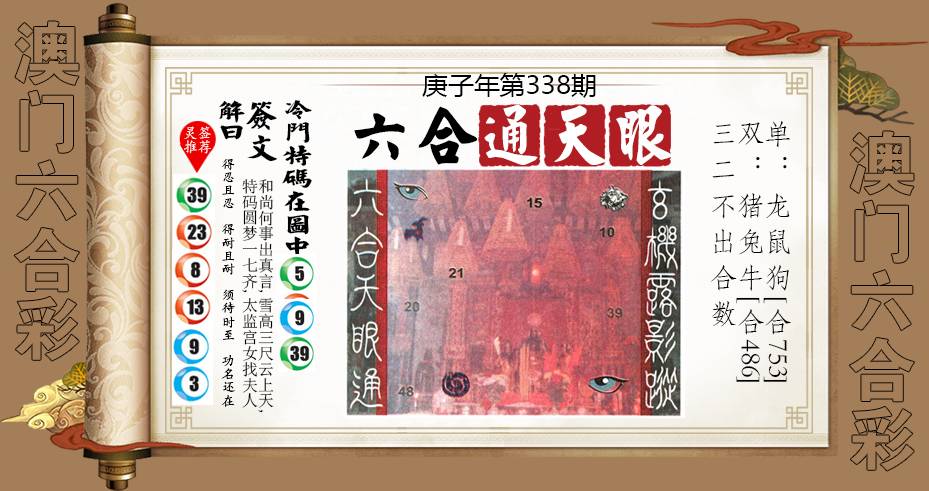 澳门六合彩
庚子年第338期
六合通天眼
单：龙鼠狗[合753]
双：猪兔牛[合486]
三二不出合数
冷門特碼在圖中
5
9
39
簽文
和尚何事出真言，雪高三尺云上天，
特码圆梦一七齐，太监宫女找夫人
解曰
得忍且忍 得耐且耐 须待时至 功名还在
灵签推荐
39
23
8
13
9
3
六合天眼通
15
10
21
20
39
48
玄機露影蹤
澳门六合彩